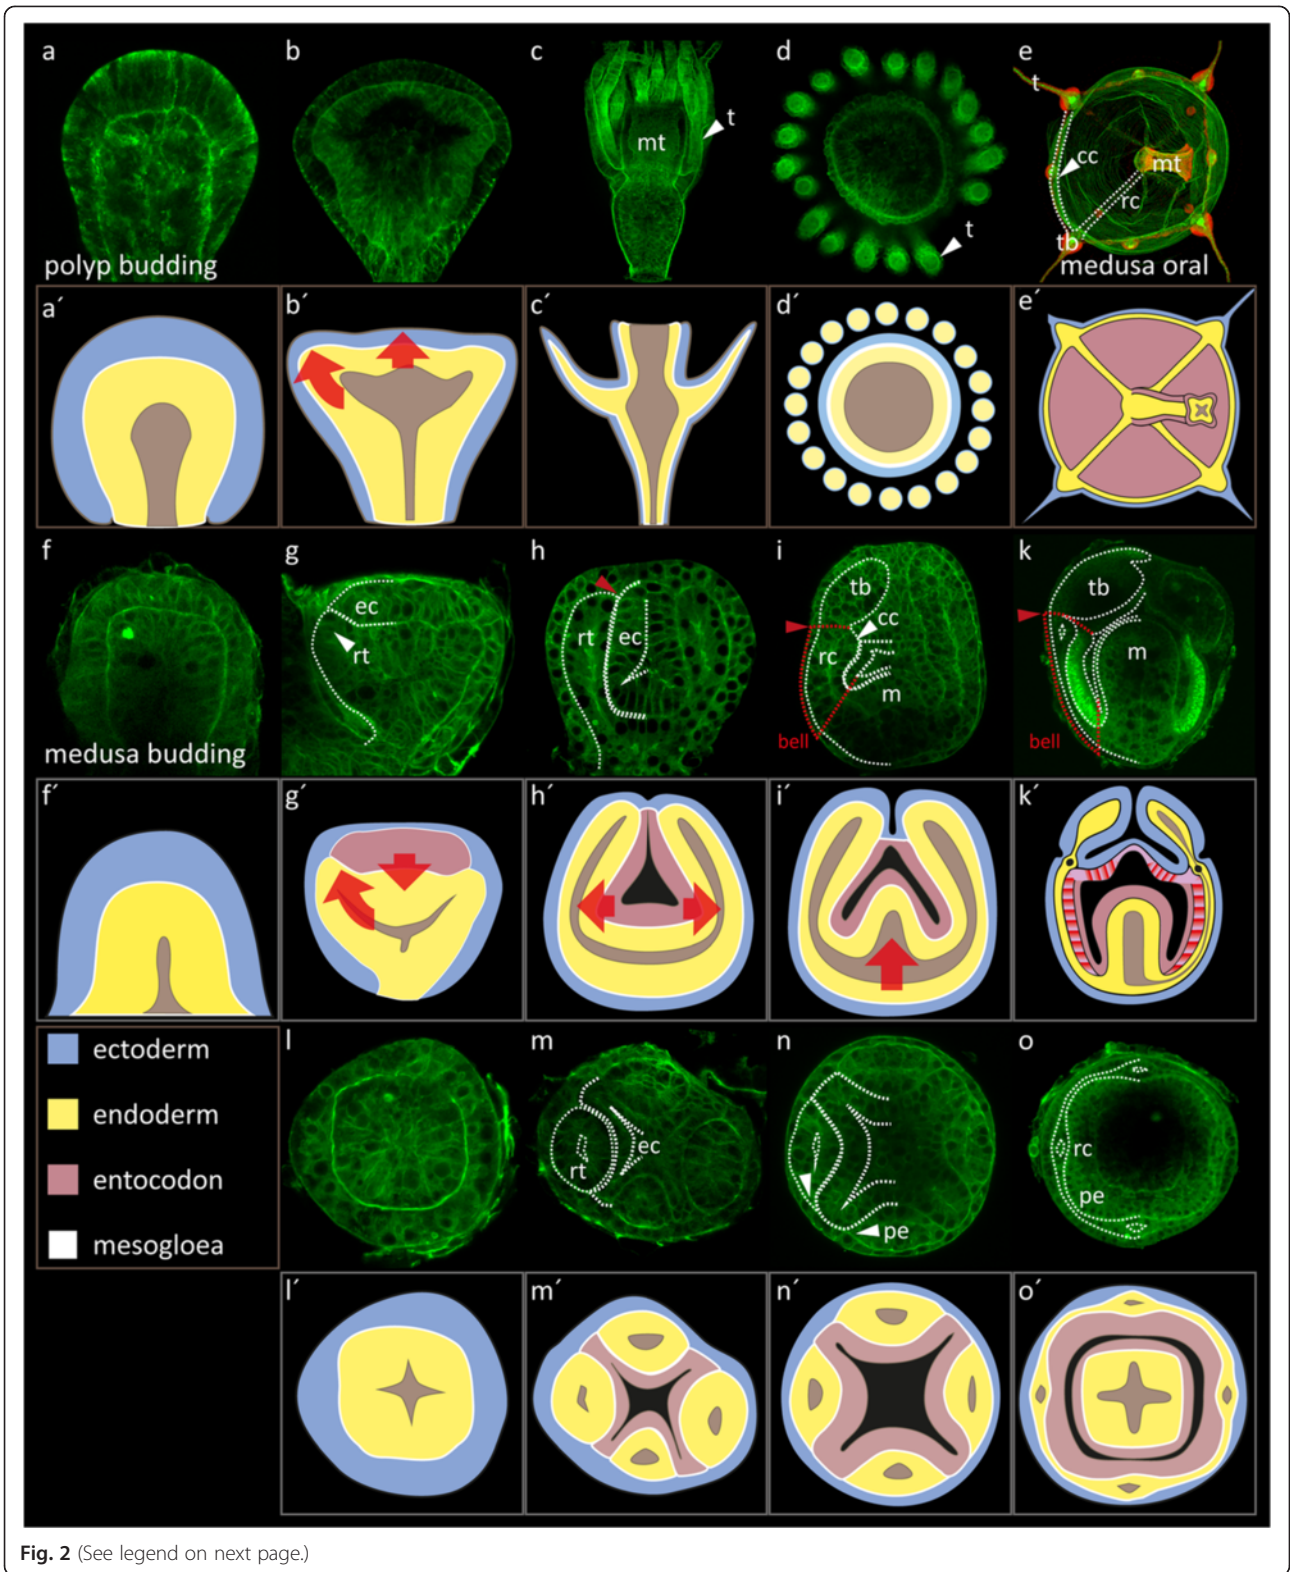 a b c d e
mt t t t cc mt rc tb
polyp budding medusa oral
a´ b´ c´ d´ e´
f g h i k
ec rt rt ec tb cc rc m bell tb m bell
medusa budding
f´ g´ h´ i´ k´
ectoderm
endoderm
entocodon
mesogloea
l m n o
rt ec pe rc pe
l´ m´ n´ o´
Fig. 2 (See legend on next page.)